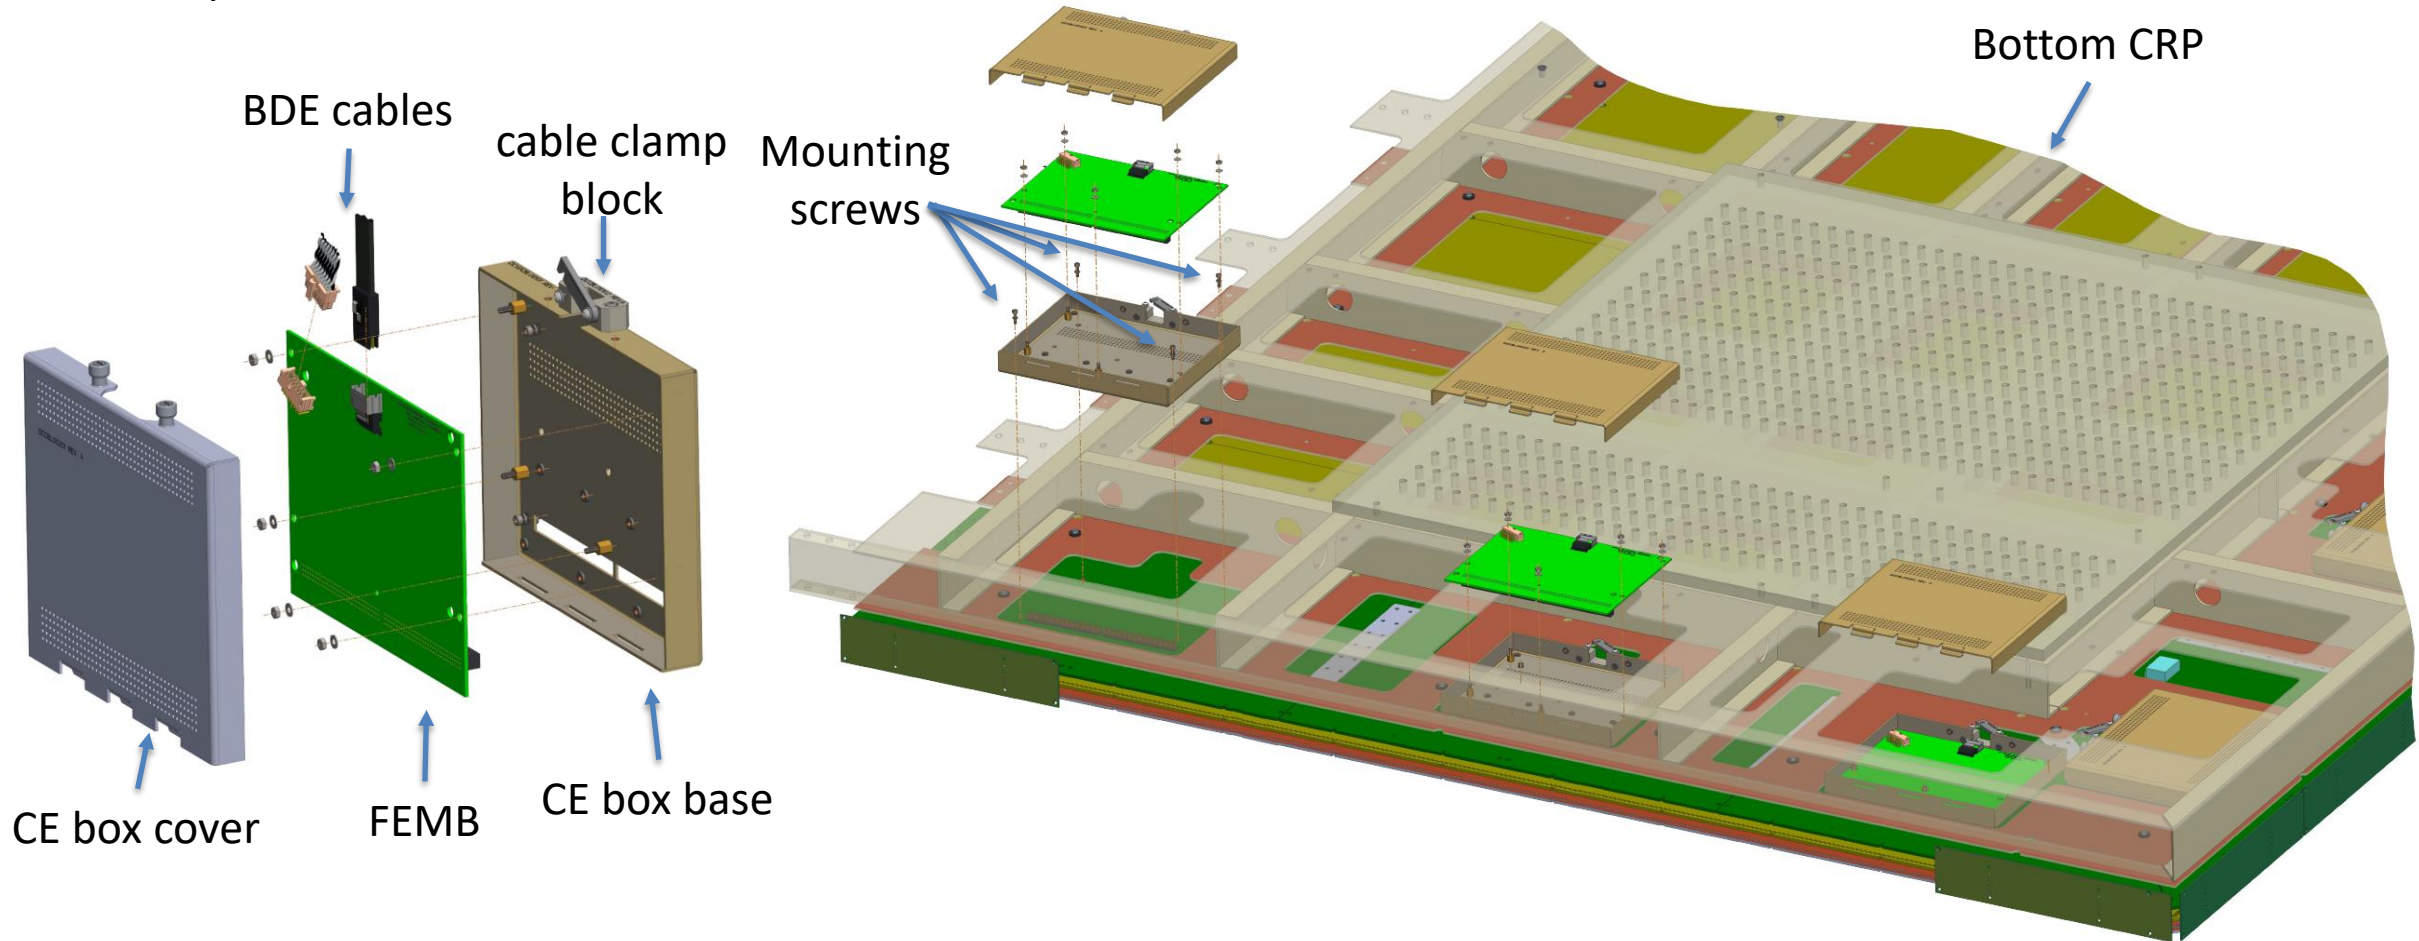 Bottom CRP
BDE cables
cable clamp
block
Mounting
screws
CE box base
FEMB
CE box cover